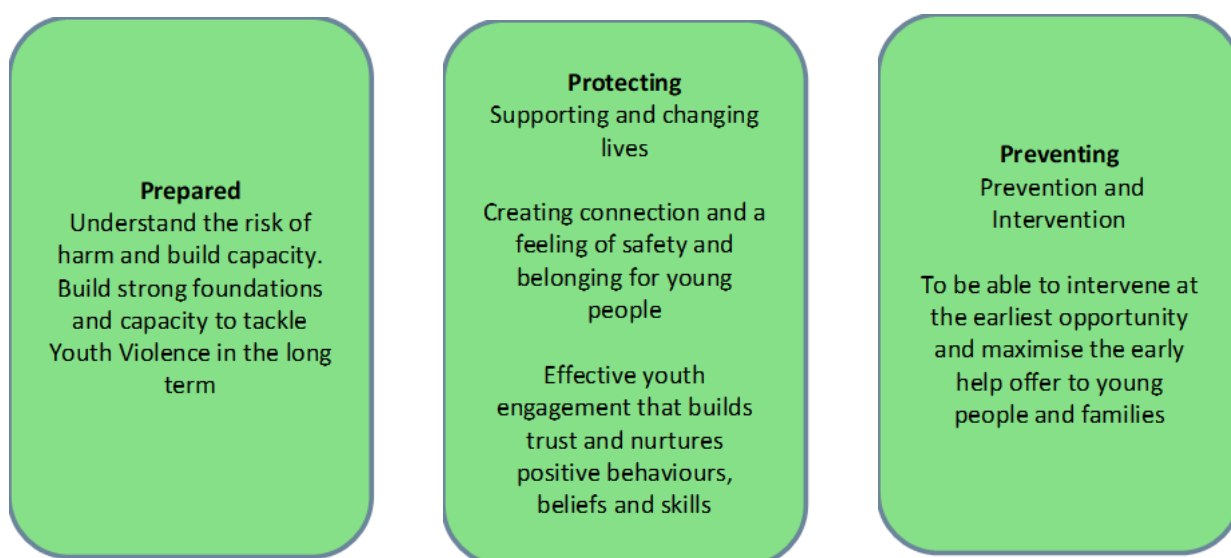 Prepared
Understand the risk of
harm and build capacity.
Build strong foundations
and capacity to tackle
Youth Violence in the long
term
Protecting
Supporting and changing
lives
Creating connection and a
feeling of safety and
belonging for young
people
Effective youth
engagement that builds
trust and nurtures
positive behaviours,
beliefs and skills
Preventing
Prevention and
Intervention
To be able to intervene at
the earliest opportunity
and maximise the early
help offer to young
people and families